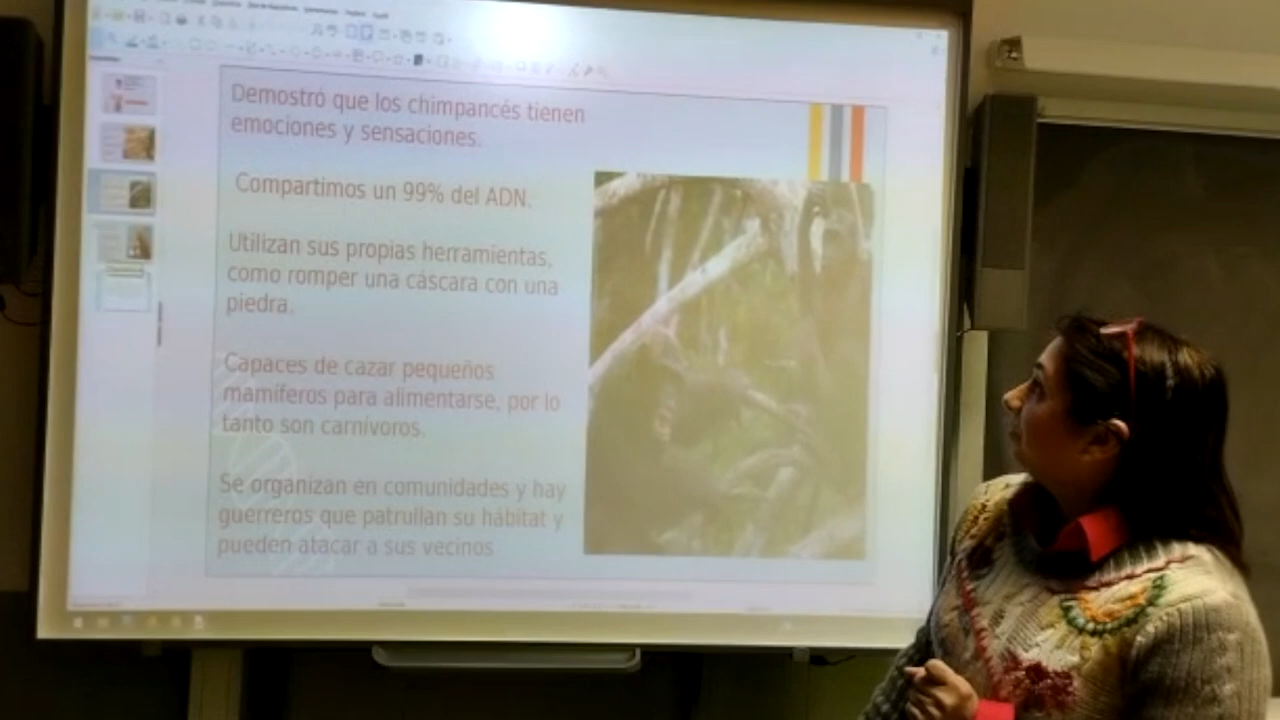 Demostró que los chimpancés tienen
emociones y sensaciones.
Compartimos un 99% del ADN.
Utilizan sus propias herramientas,
como romper una cáscara con una
piedra.
Capaces de cazar pequeños
mamíferos para alimentarse, por lo
tanto son carnívoros.
Se organizan en comunidades y hay
guerreros que patrullan su hábitat y
pueden atacar a sus vecinos